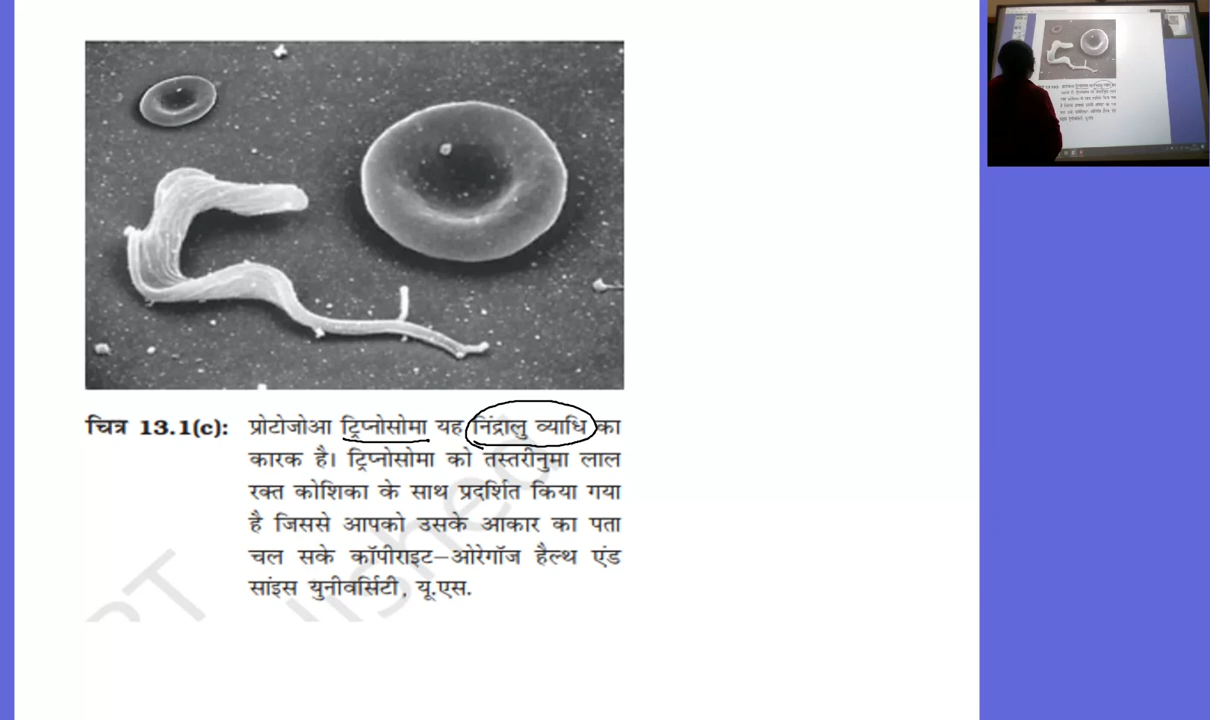 चित्र 13.1(c): प्रोटोजोआ ट्रिप्नोसोमा यह निंद्रालु व्याधि का
कारक है। ट्रिप्नोसोमा को तस्तरीनुमा लाल
रक्त कोशिका के साथ प्रदर्शित किया गया
है जिससे आपको उसके आकार का पता
चल सके कॉपीराइट–ओरेगॉज हैल्थ एंड
सांइस युनीवर्सिटी, यू.एस.